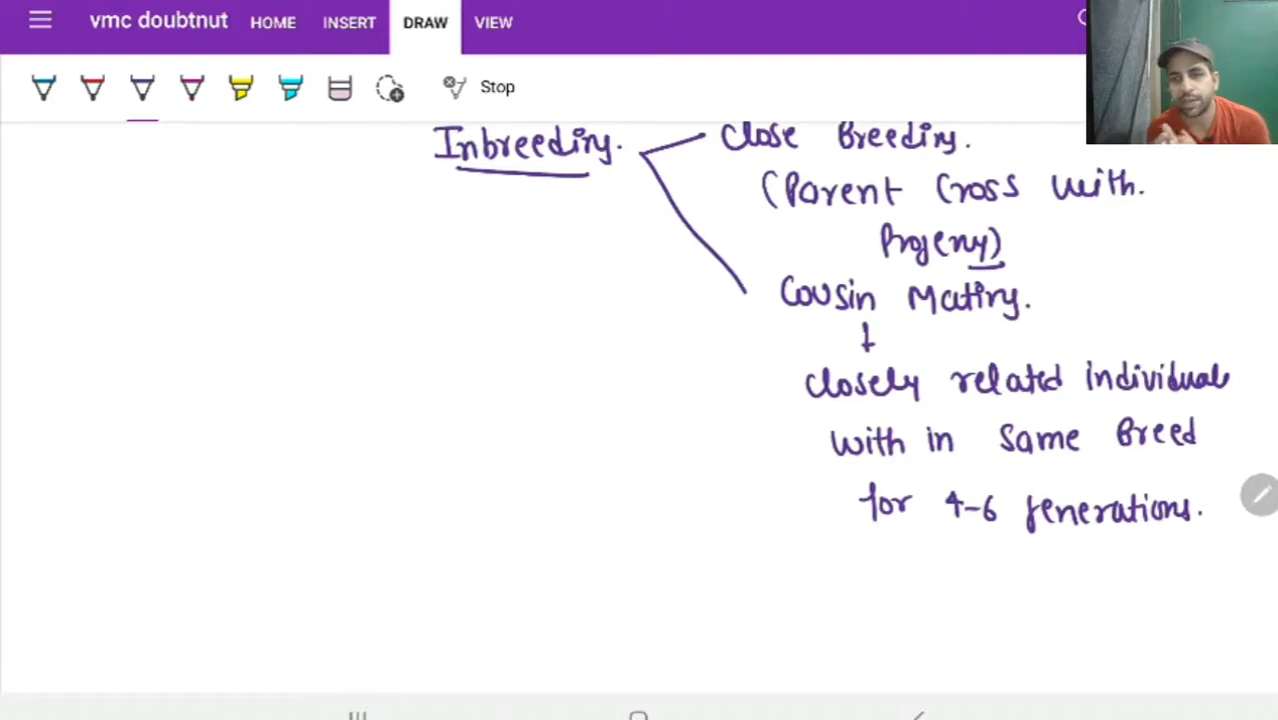 vmc doubtnut HOME INSERT DRAW VIEW
Stop
Inbreeding. Close Breeding.
(Parent Cross with.
Progeny)
Cousin Mating.
Closely related individual
with in Same Breed
for 4-6 generations.